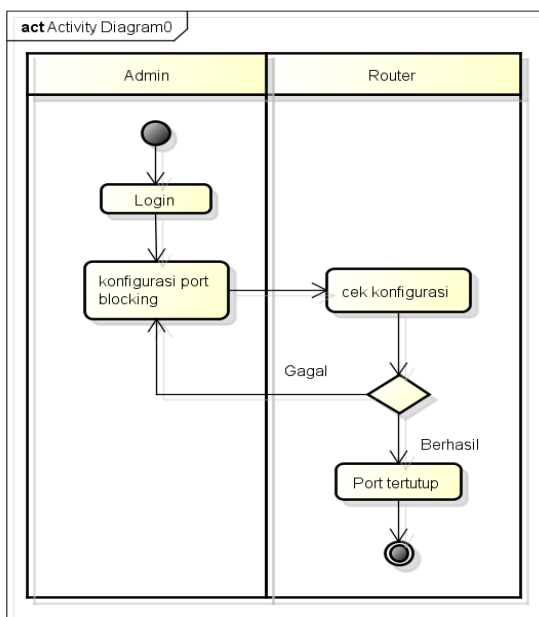 act Activity Diagram0
Admin
Router
Login
konfigurasi port
blocking
cek konfigurasi
Gagal
Berhasil
Port tertutup